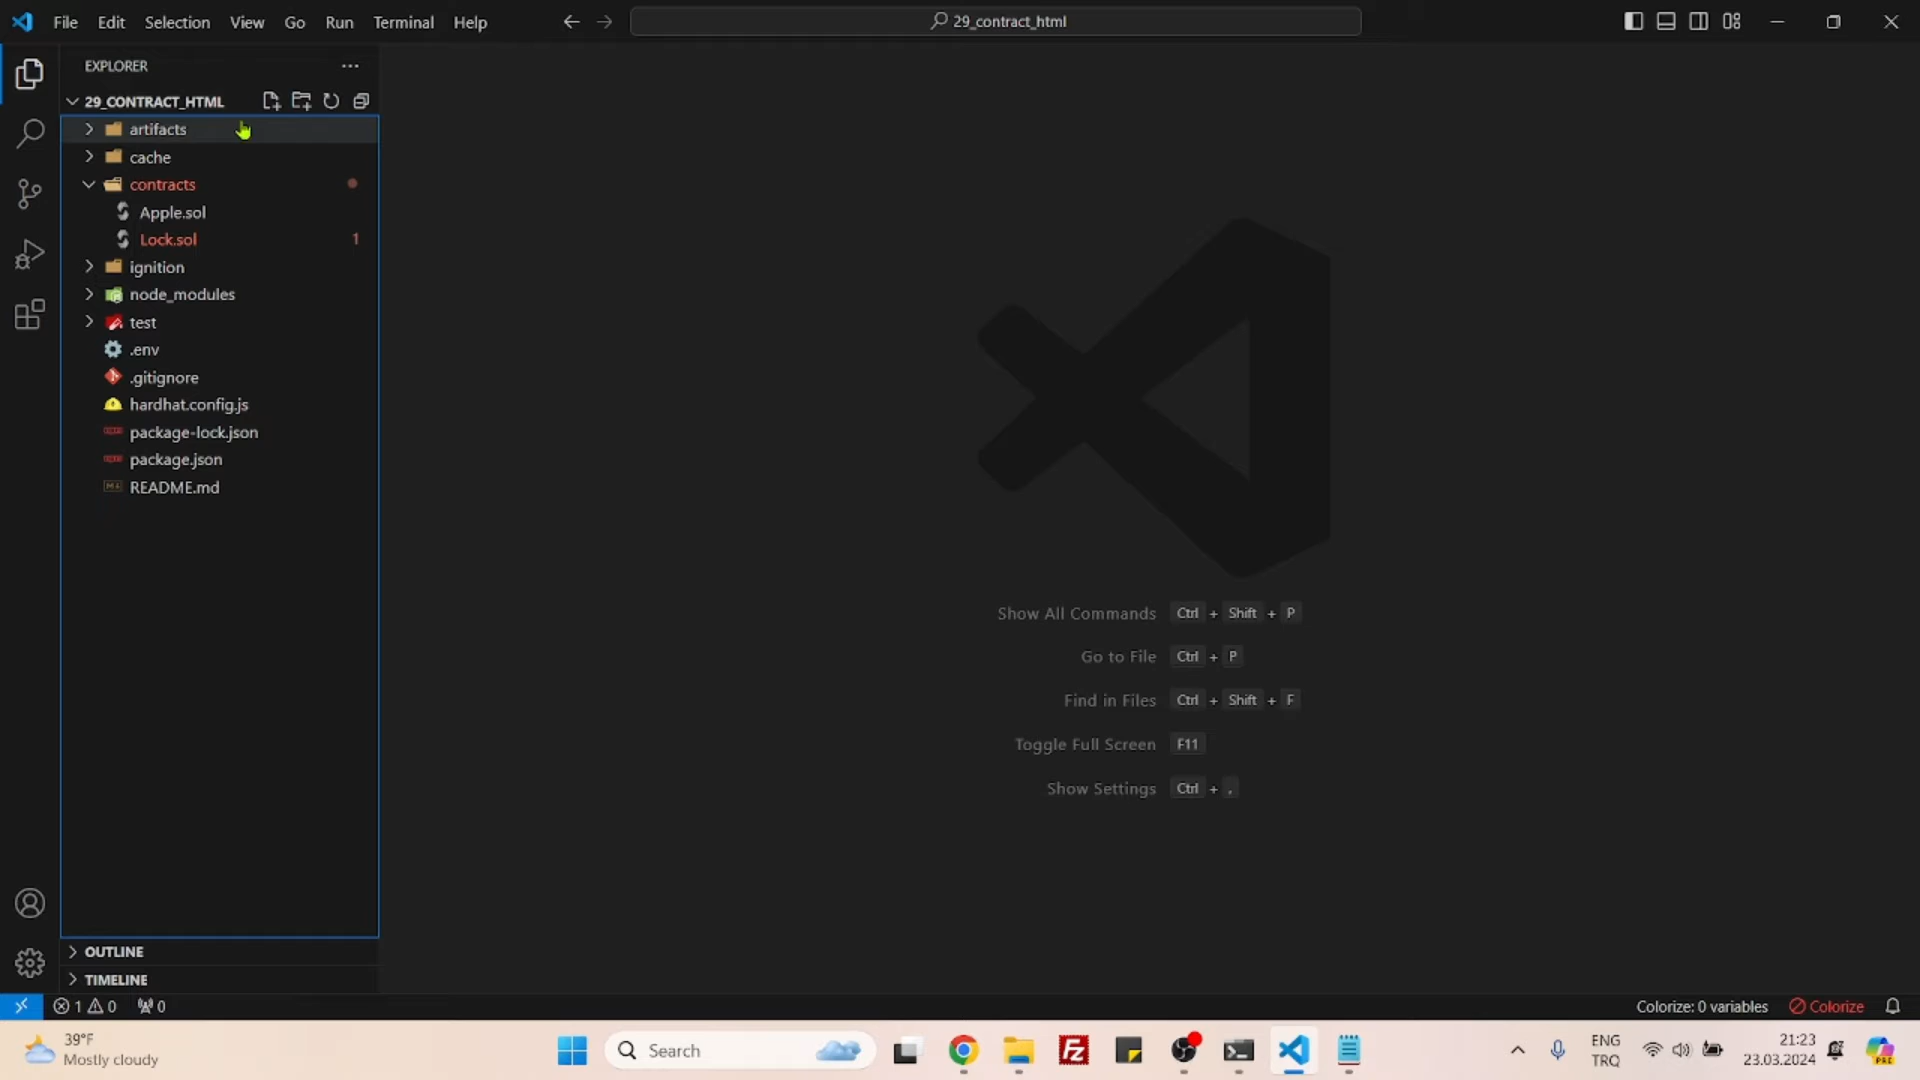 File Edit Selection View Go Run Terminal Help
29_contract_html
EXPLORER
29_CONTRACT_HTML
artifacts
cache
contracts
Apple.sol
Lock.sol 1
ignition
node_modules
test
.env
.gitignore
hardhat.config.js
package-lock.json
package.json
README.md
Show All Commands Ctrl + Shift + P
Go to File Ctrl + P
Find in Files Ctrl + Shift + F
Toggle Full Screen F11
Show Settings Ctrl + ,
OUTLINE
TIMELINE
1 0 0
Colorize: 0 variables Colorize
39°F
Mostly cloudy
Search
ENG
TRQ
21:23
23.03.2024